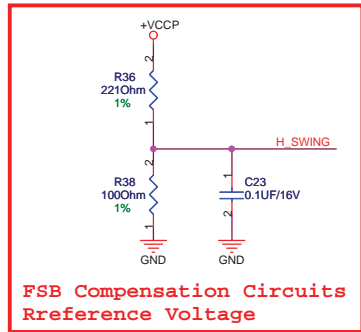 +VCCP
2
R36
221Ohm
1%
1
H_SWING
2
R38
100Ohm
1%
1
1
C23
0.1UF/16V
2
GND
GND
FSB Compensation Circuits
Rreference Voltage